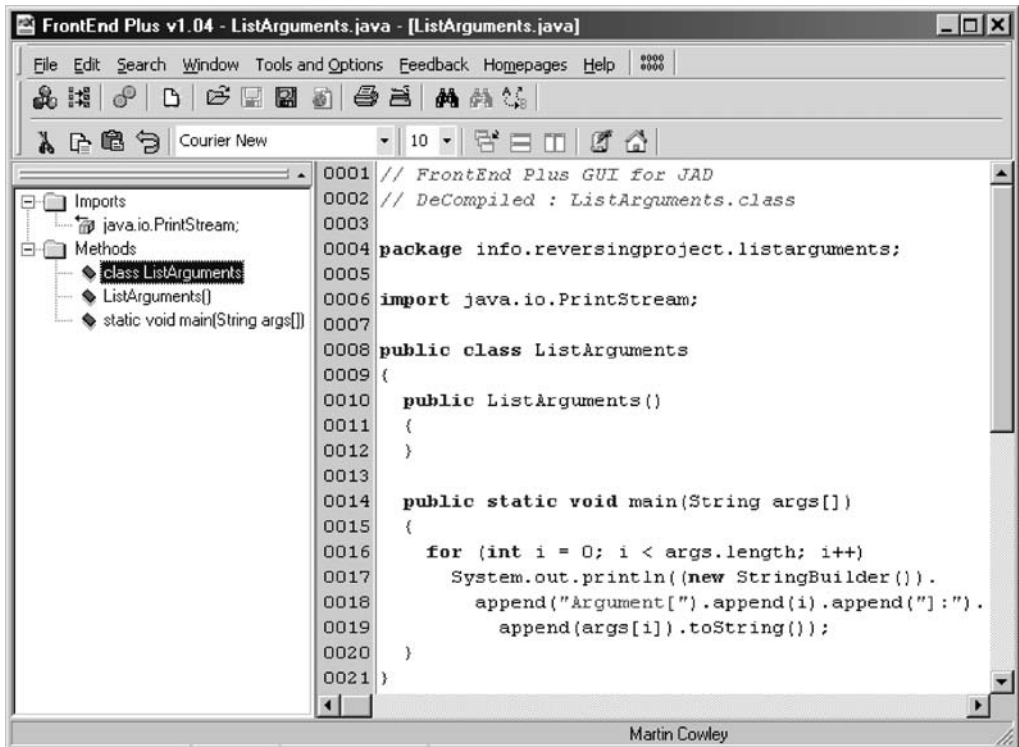 FrontEnd Plus v1.04 - ListArguments.java - [ListArguments.java]
File Edit Search Window Tools and Options Feedback Homepages Help
Courier New 10
Imports
java.io.PrintStream;
Methods
class ListArguments
ListArguments()
static void main(String args[])
0001 // FrontEnd Plus GUI for JAD
0002 // DeCompiled : ListArguments.class
0003
0004 package info.reversingproject.listarguments;
0005
0006 import java.io.PrintStream;
0007
0008 public class ListArguments
0009 {
0010 public ListArguments()
0011 {
0012 }
0013
0014 public static void main(String args[])
0015 {
0016 for (int i = 0; i < args.length; i++)
0017 System.out.println((new StringBuilder()).
0018 append("Argument[").append(i).append("]:").
0019 append(args[i]).toString());
0020 }
0021 }
Martin Cowley